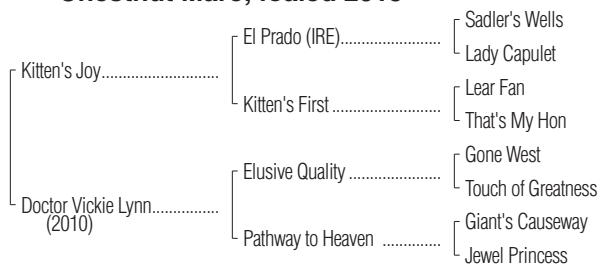 Chestnut Mare; foaled
El Prado (IRE)
Sadler's Wells
Lady Capulet
Kitten's Joy
Kitten's First
Lear Fan
That's My Hon
Elusive Quality
Gone West
Touch of Greatness
Doctor Vickie Lynn
(2010)
Pathway to Heaven
Giant's Causeway
Jewel Princess